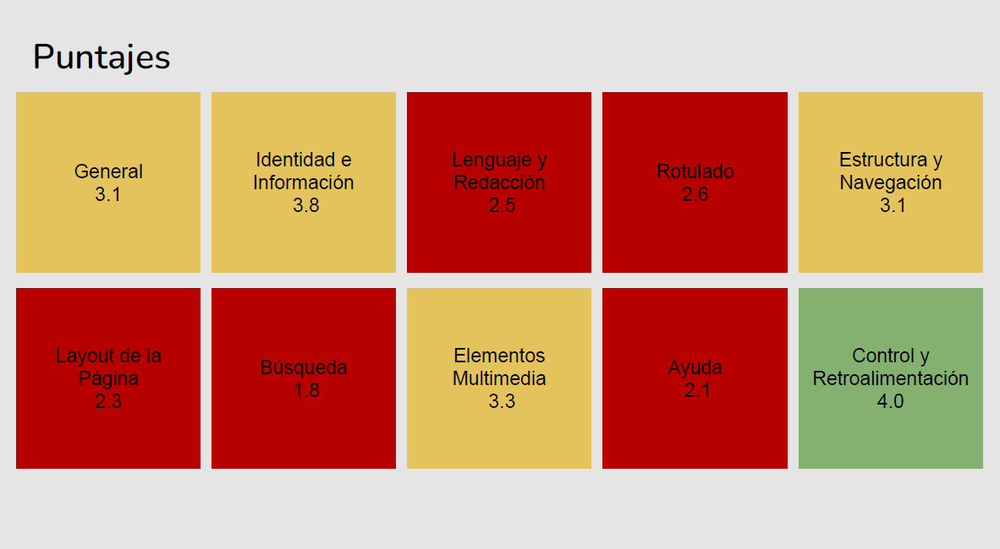 Puntajes
General
3.1
Identidad e
Información
3.8
Lenguaje y
Redacción
2.5
Rotulado
2.6
Estructura y
Navegación
3.1
Layout de la
Página
2.3
Búsqueda
1.8
Elementos
Multimedia
3.3
Ayuda
2.1
Control y
Retroalimentación
4.0